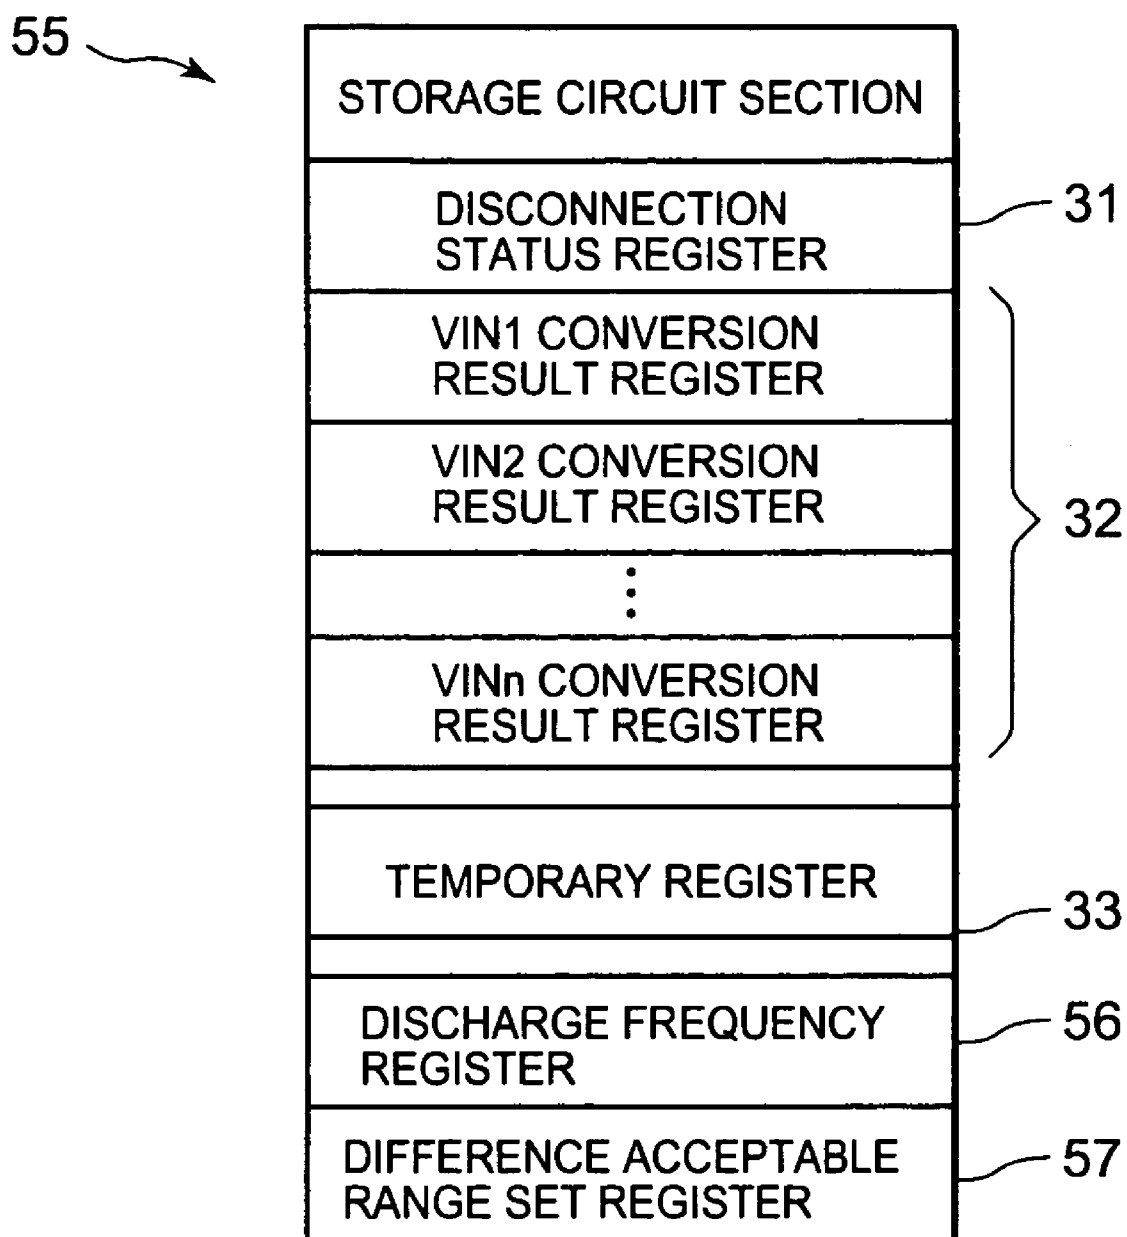 55
STORAGE CIRCUIT SECTION
DISCONNECTION
STATUS REGISTER
31
VIN1 CONVERSION
RESULT REGISTER
VIN2 CONVERSION
RESULT REGISTER
32
⋮
VINn CONVERSION
RESULT REGISTER
TEMPORARY REGISTER
33
DISCHARGE FREQUENCY
REGISTER
56
DIFFERENCE ACCEPTABLE
RANGE SET REGISTER
57